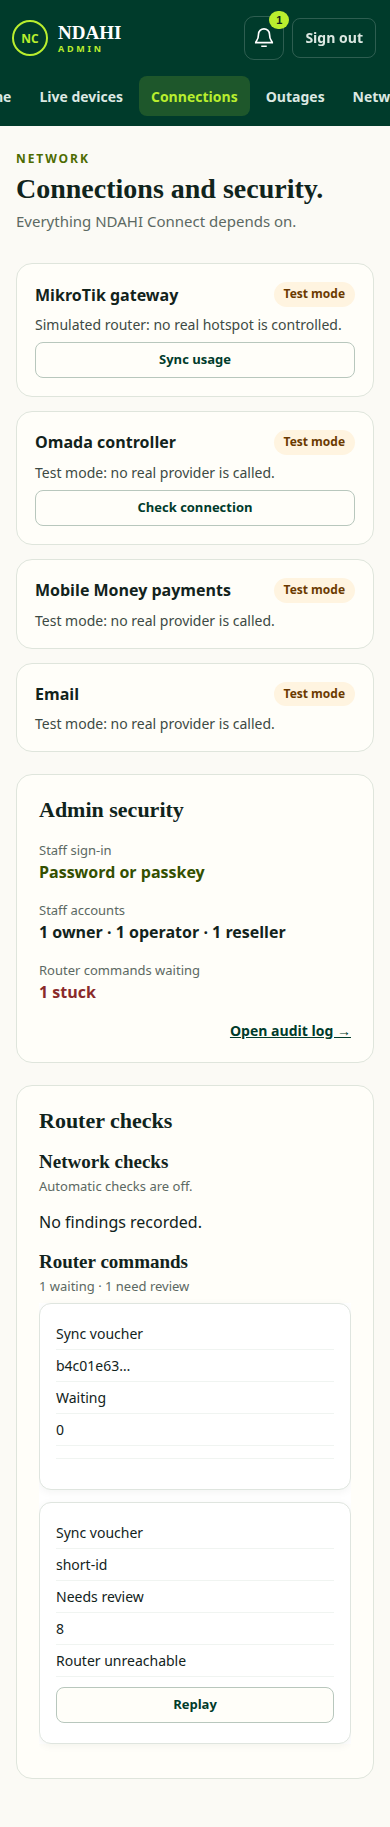 NC
NDAHI
ADMIN
1
Sign out
ne
Live devices
Connections
Outages
Netw
NETWORK
Connections and security.
Everything NDAHI Connect depends on.
MikroTik gateway
Test mode
Simulated router: no real hotspot is controlled.
Sync usage
Omada controller
Test mode
Test mode: no real provider is called.
Check connection
Mobile Money payments
Test mode
Test mode: no real provider is called.
Email
Test mode
Test mode: no real provider is called.
Admin security
Staff sign-in
Password or passkey
Staff accounts
1 owner · 1 operator · 1 reseller
Router commands waiting
1 stuck
Open audit log →
Router checks
Network checks
Automatic checks are off.
No findings recorded.
Router commands
1 waiting · 1 need review
Sync voucher
b4c01e63…
Waiting
0
Sync voucher
short-id
Needs review
8
Router unreachable
Replay